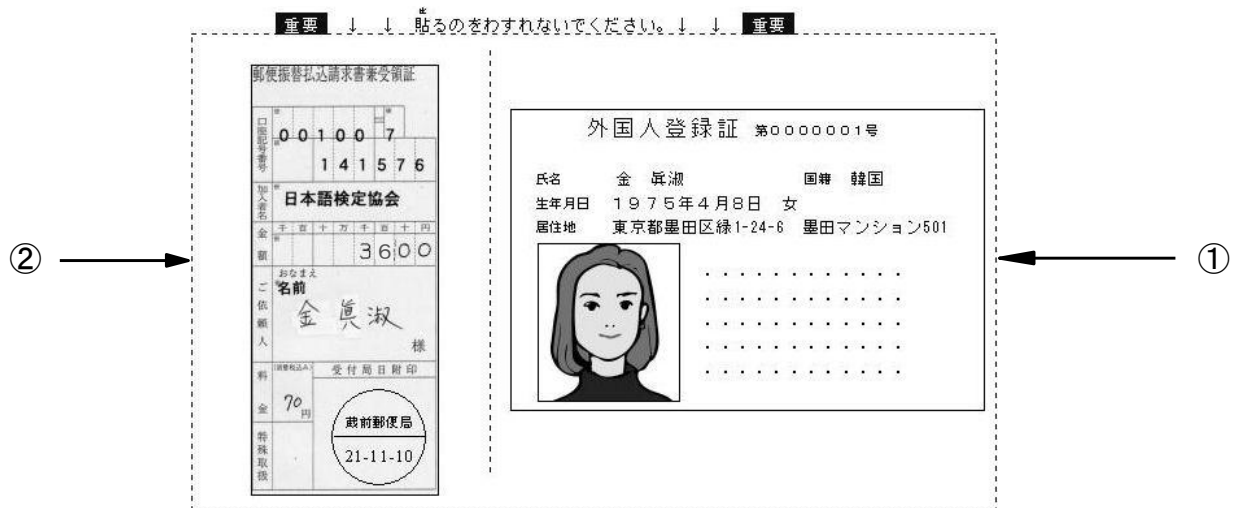 重要 ↓ ↓ 貼るのをわすれないでください。↓ ↓ 重要
郵便振替払込請求書兼受領証
口座記号番号
00100 7
141576
加入者名
日本語検定協会
金額
千 百 十 万 千 百 十 円
3600
ご依頼人
おなまえ
名前
金 眞淑
様
料金
(消費税込み)
70円
特殊取扱
受付局日附印
蔵前郵便局
21-11-10
外国人登録証 第0000001号
氏名 金 眞淑 国籍 韓国
生年月日 1975年4月8日 女
居住地 東京都墨田区緑1-24-6 墨田マンション501
②
①